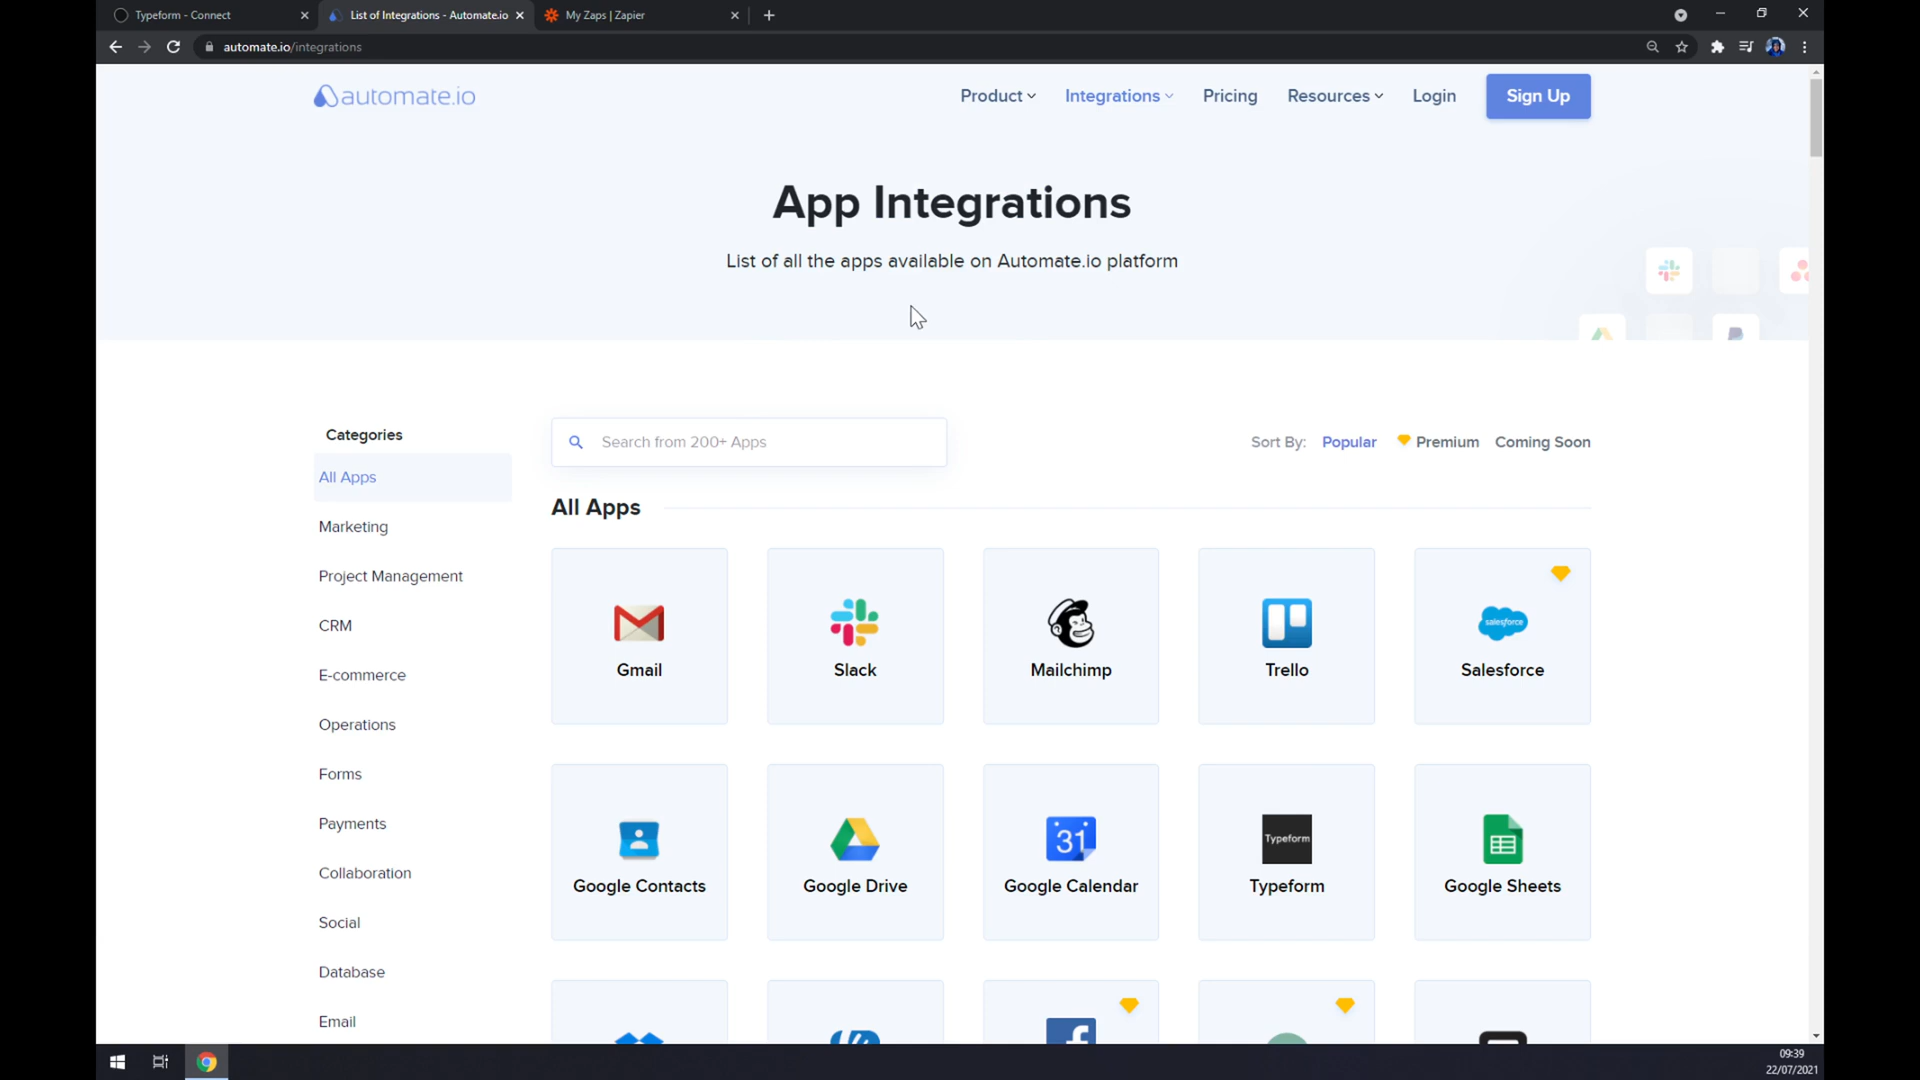 Typeform - Connect
List of Integrations - Automate.io
My Zaps | Zapier
automate.io/integrations
automate.io
Product
Integrations
Pricing
Resources
Login
Sign Up
App Integrations
List of all the apps available on Automate.io platform
Categories
Search from 200+ Apps
Sort By:
Popular
Premium
Coming Soon
All Apps
Marketing
Project Management
CRM
E-commerce
Operations
Forms
Payments
Collaboration
Social
Database
Email
All Apps
Gmail
Slack
Mailchimp
Trello
salesforce
Salesforce
31
Typeform
Google Contacts
Google Drive
Google Calendar
Typeform
Google Sheets
09:39
22/07/2021